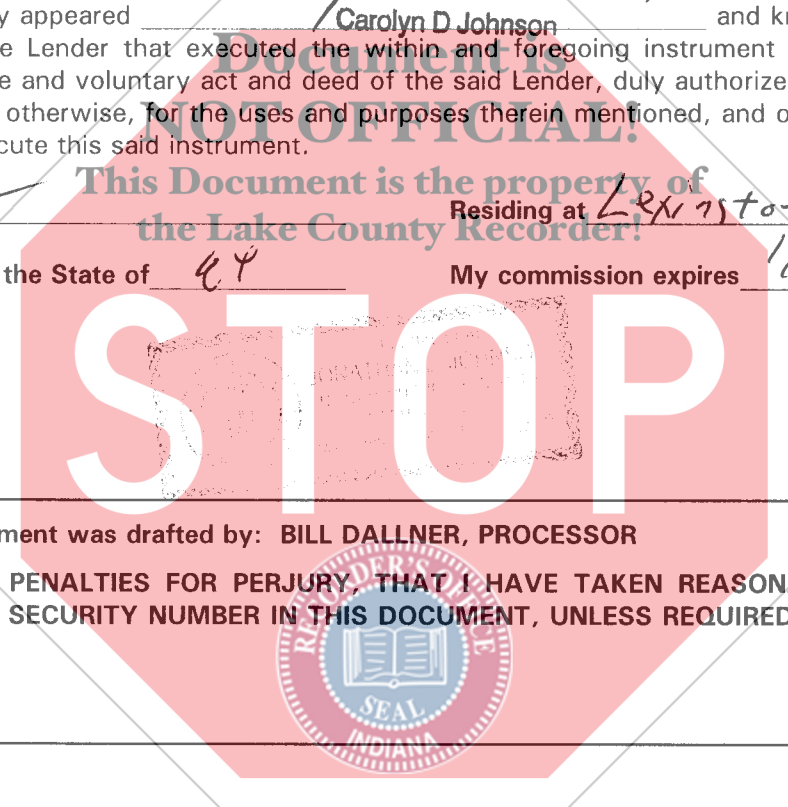 y appeared Carolyn D Johnson and k
Document is
e Lender that executed the within and foregoing instrument
e and voluntary act and deed of the said Lender, duly authorize
NOT OFFICIAL!
otherwise, for the uses and purposes therein mentioned, and o
cute this said instrument.
This Document is the property of
Residing at Lexingto
the Lake County Recorder!
the State of KY My commission expires
STOP
ment was drafted by: BILL DALLNER, PROCESSOR
PENALTIES FOR PERJURY, THAT I HAVE TAKEN REASON
SECURITY NUMBER IN THIS DOCUMENT, UNLESS REQUIRED
RECORDER'S OFFICE
SEAL
INDIANA